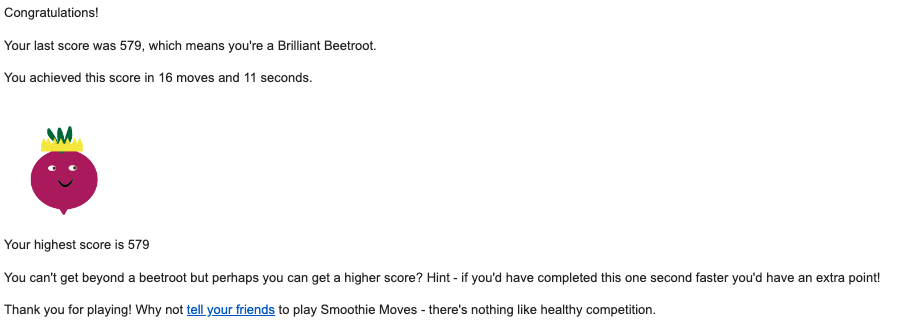 Congratulations!
Your last score was 579, which means you're a Brilliant Beetroot.
You achieved this score in 16 moves and 11 seconds.
Your highest score is 579
You can't get beyond a beetroot but perhaps you can get a higher score? Hint - if you'd have completed this one second faster you'd have an extra point!
Thank you for playing! Why not tell your friends to play Smoothie Moves - there's nothing like healthy competition.